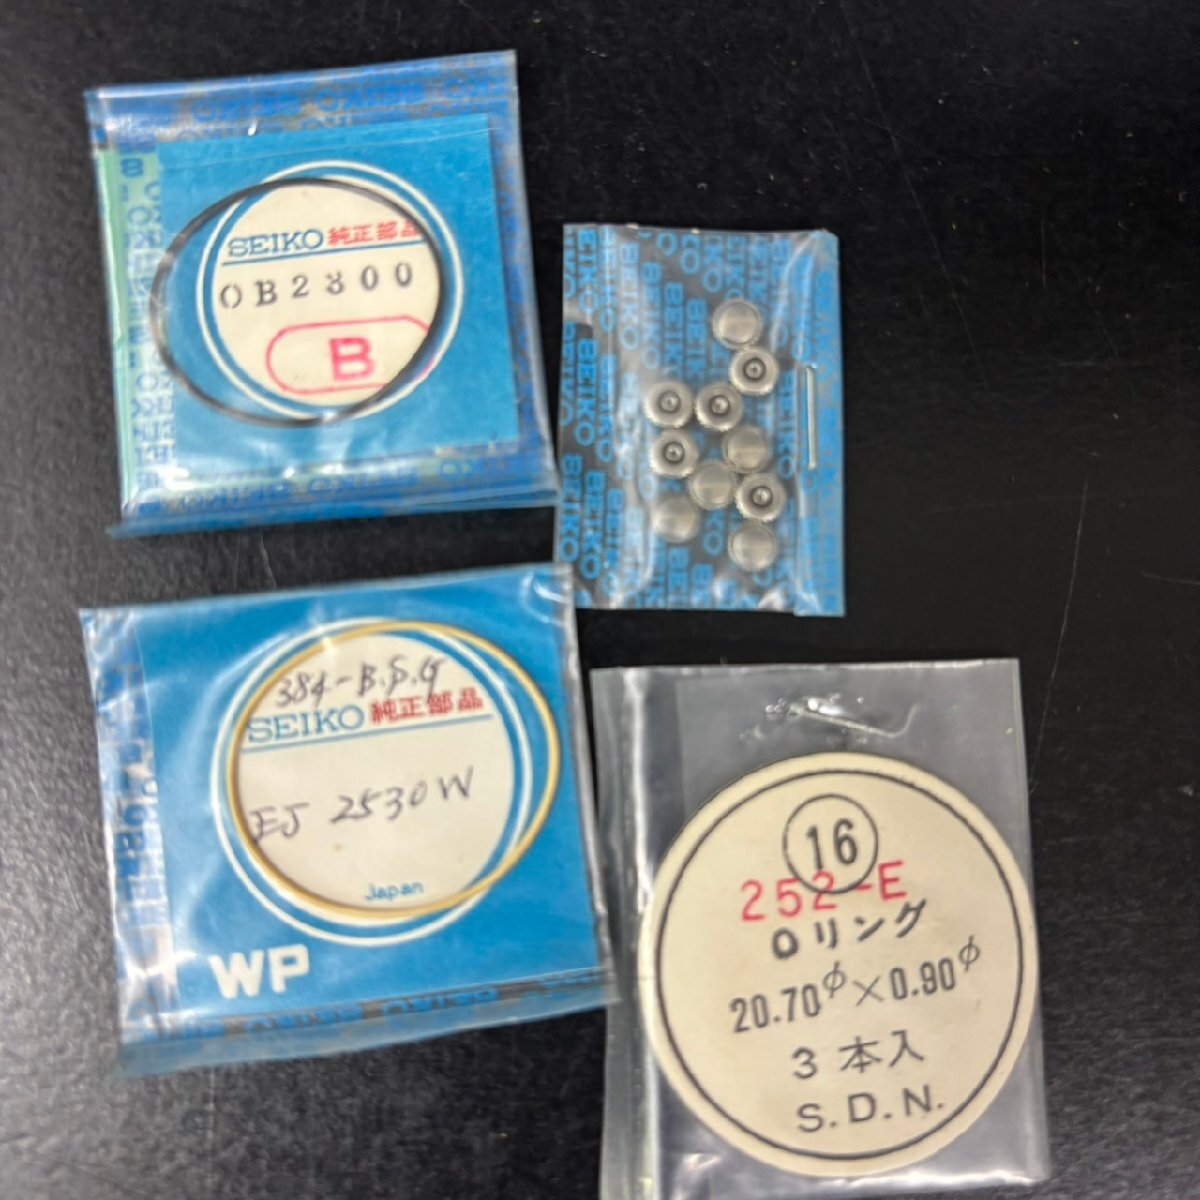 SEIKO 純正部品
OB2800
B
SEIKO
384-B.S.G
SEIKO 純正部品
EJ 2530W
Japan
WP
16
252-E
Oリング
20.70φ×0.90φ
3本入
S.D.N.